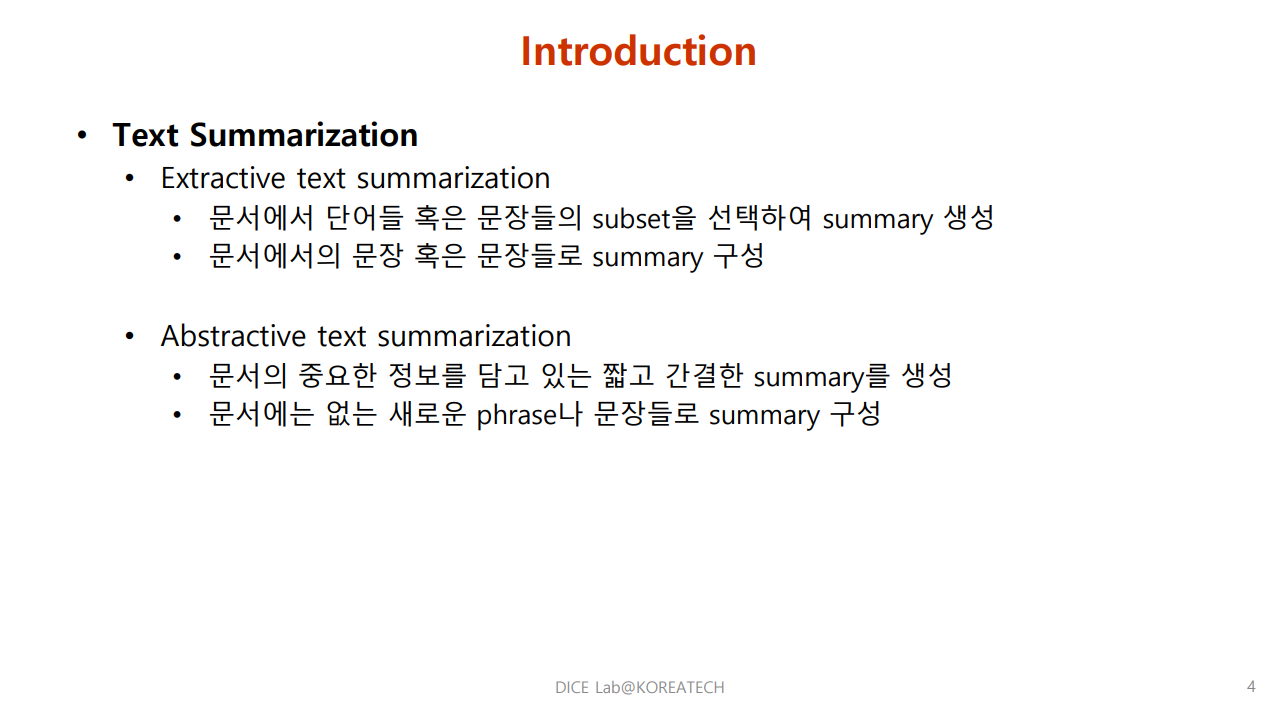 Introduction
• Text Summarization
• Extractive text summarization
• 문서에서 단어들 혹은 문장들의 subset을 선택하여 summary 생성
• 문서에서의 문장 혹은 문장들로 summary 구성
• Abstractive text summarization
• 문서의 중요한 정보를 담고 있는 짧고 간결한 summary를 생성
• 문서에는 없는 새로운 phrase나 문장들로 summary 구성
DICE Lab@KOREATECH
4